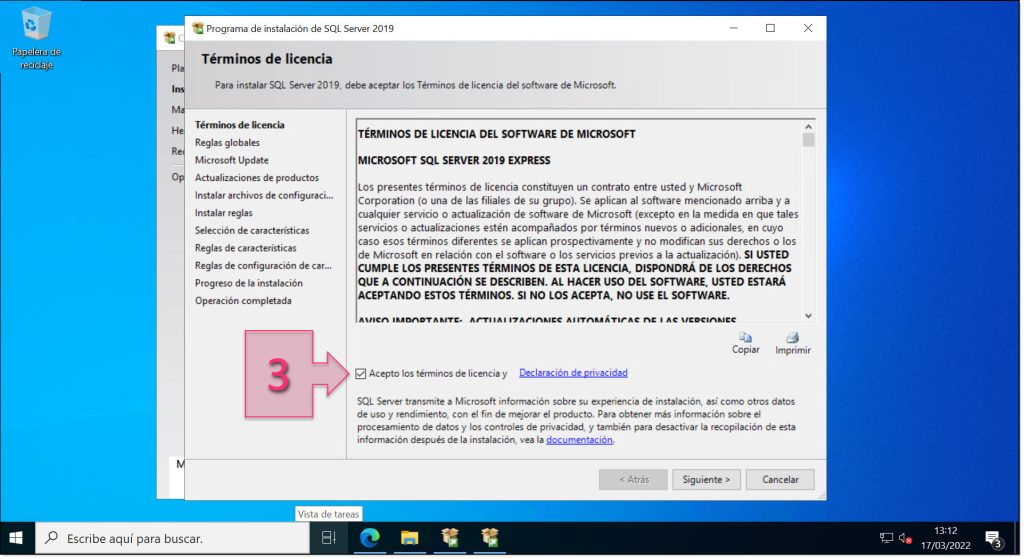 Papelera de
reciclaje
Programa de instalación de SQL Server 2019
Términos de licencia
Para instalar SQL Server 2019, debe aceptar los Términos de licencia del software de Microsoft.
Pla
Ins
Ma
He
Rec
Op
Términos de licencia
Reglas globales
Microsoft Update
Actualizaciones de productos
Instalar archivos de configuraci...
Instalar reglas
Selección de características
Reglas de características
Reglas de configuración de car...
Progreso de la instalación
Operación completada
TÉRMINOS DE LICENCIA DEL SOFTWARE DE MICROSOFT
MICROSOFT SQL SERVER 2019 EXPRESS
Los presentes términos de licencia constituyen un contrato entre usted y Microsoft
Corporation (o una de las filiales de su grupo). Se aplican al software mencionado arriba y a
cualquier servicio o actualización de software de Microsoft (excepto en la medida en que tales
servicios o actualizaciones estén acompañados por términos nuevos o adicionales, en cuyo
caso esos términos diferentes se aplican prospectivamente y no modifican sus derechos o los
de Microsoft en relación con el software o los servicios previos a la actualización). SI USTED
CUMPLE LOS PRESENTES TÉRMINOS DE ESTA LICENCIA, DISPONDRÁ DE LOS DERECHOS
QUE A CONTINUACIÓN SE DESCRIBEN. AL HACER USO DEL SOFTWARE, USTED ESTARÁ
ACEPTANDO ESTOS TÉRMINOS. SI NO LOS ACEPTA, NO USE EL SOFTWARE.
AVISO IMPORTANTE: ACTUALIZACIONES AUTOMÁTICAS DE LAS VERSIONES
Copiar
Imprimir
3
Acepto los términos de licencia y Declaración de privacidad
SQL Server transmite a Microsoft información sobre su experiencia de instalación, así como otros datos
de uso y rendimiento, con el fin de mejorar el producto. Para obtener más información sobre el
procesamiento de datos y los controles de privacidad, y también para desactivar la recopilación de esta
información después de la instalación, vea la documentación.
M
< Atrás
Siguiente >
Cancelar
Vista de tareas
Escribe aquí para buscar.
13:12
17/03/2022
3